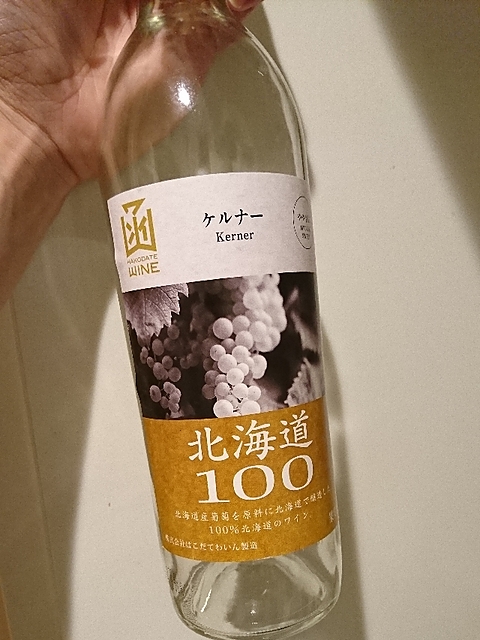 函
HAKODATE
WINE
ケルナー
Kerner
北海道
100
北海道産葡萄を原料に北海道で醸造した
100%北海道のワイン。
株式会社はこだてわいん製造